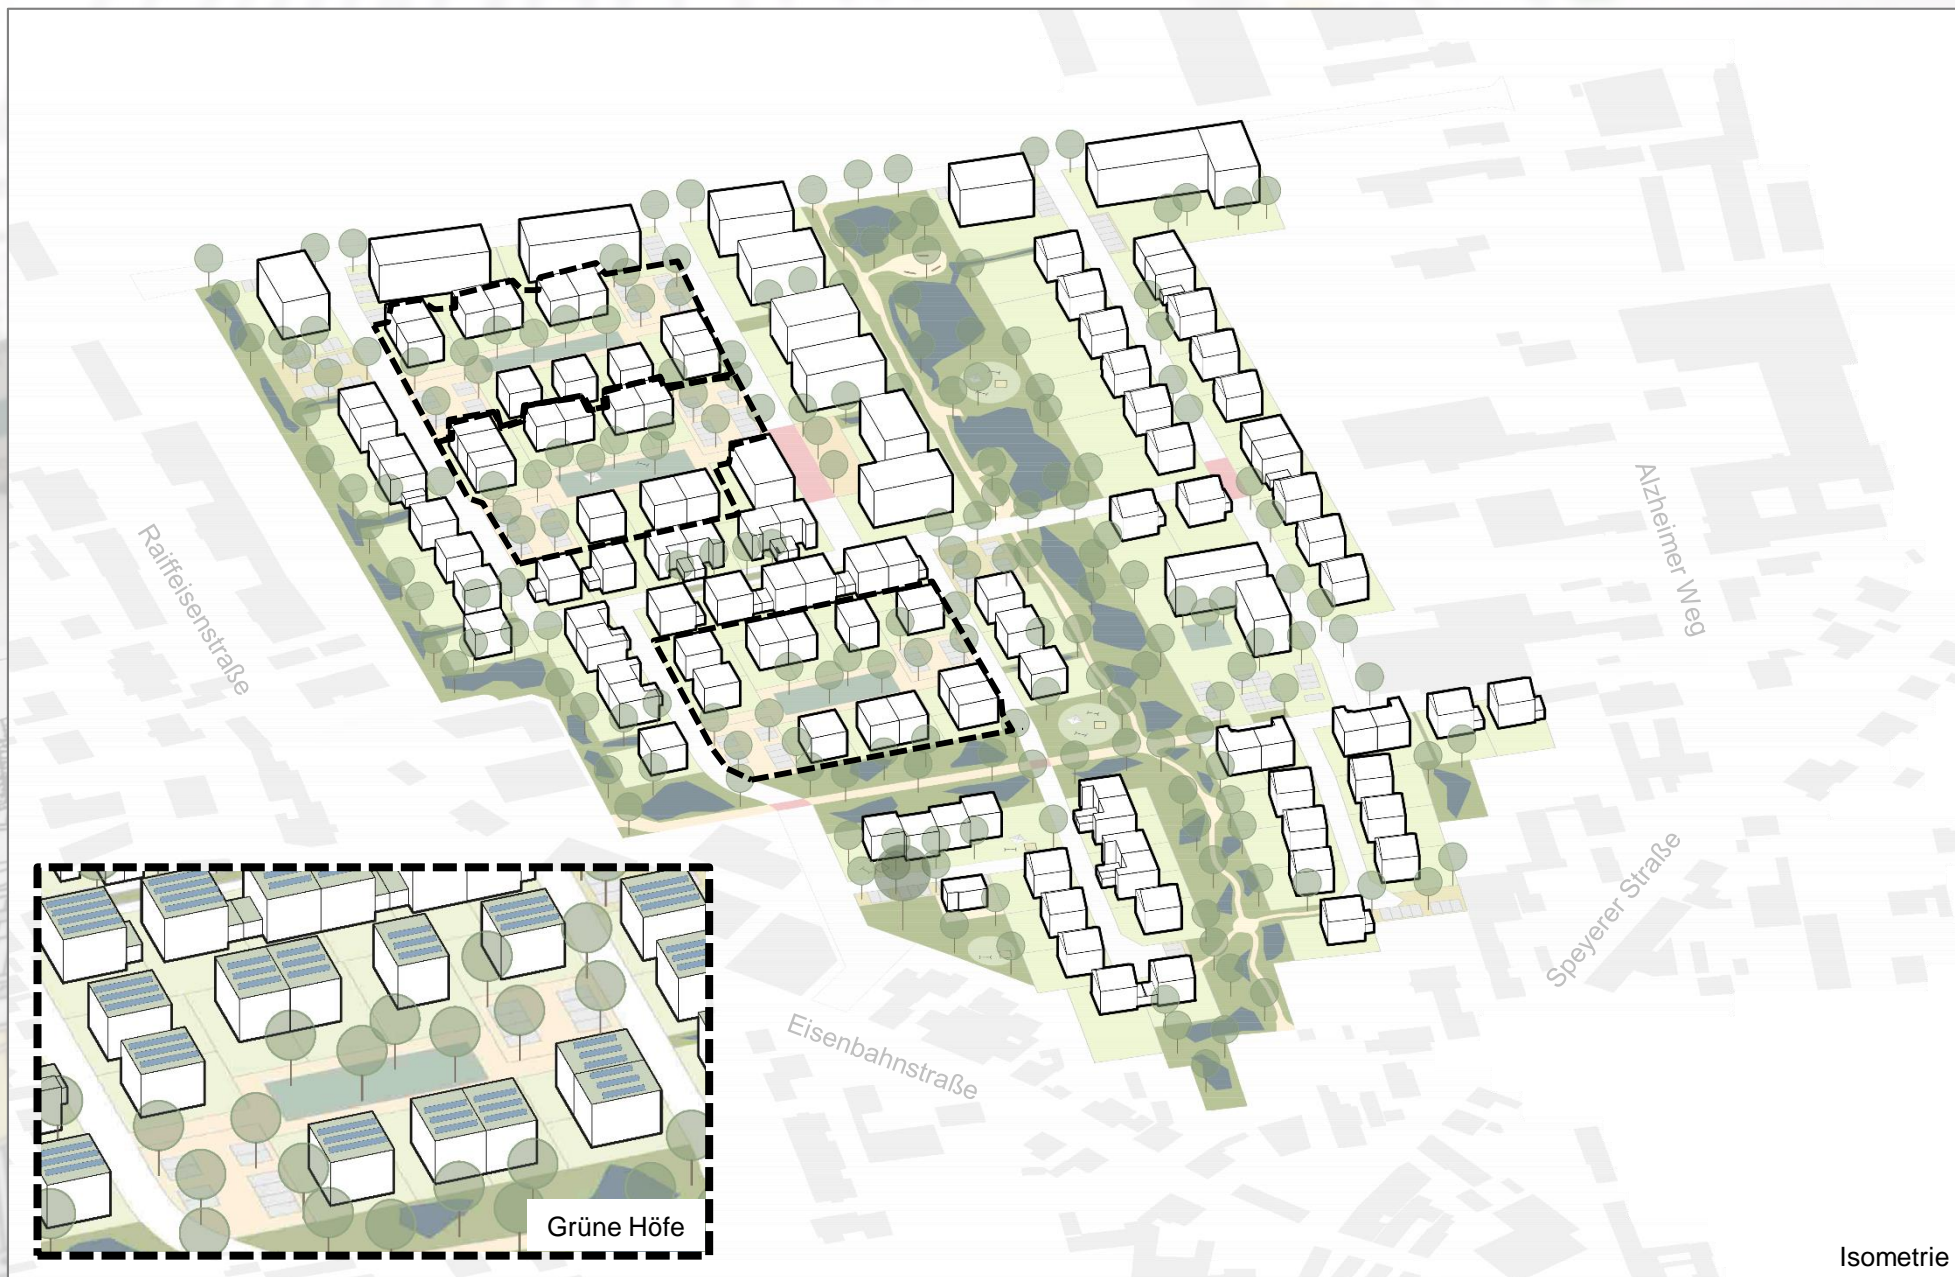 Raiffeisenstraße
Alzheimer Weg
Speyerer Straße
Eisenbahnstraße
Grüne Höfe
Isometrie